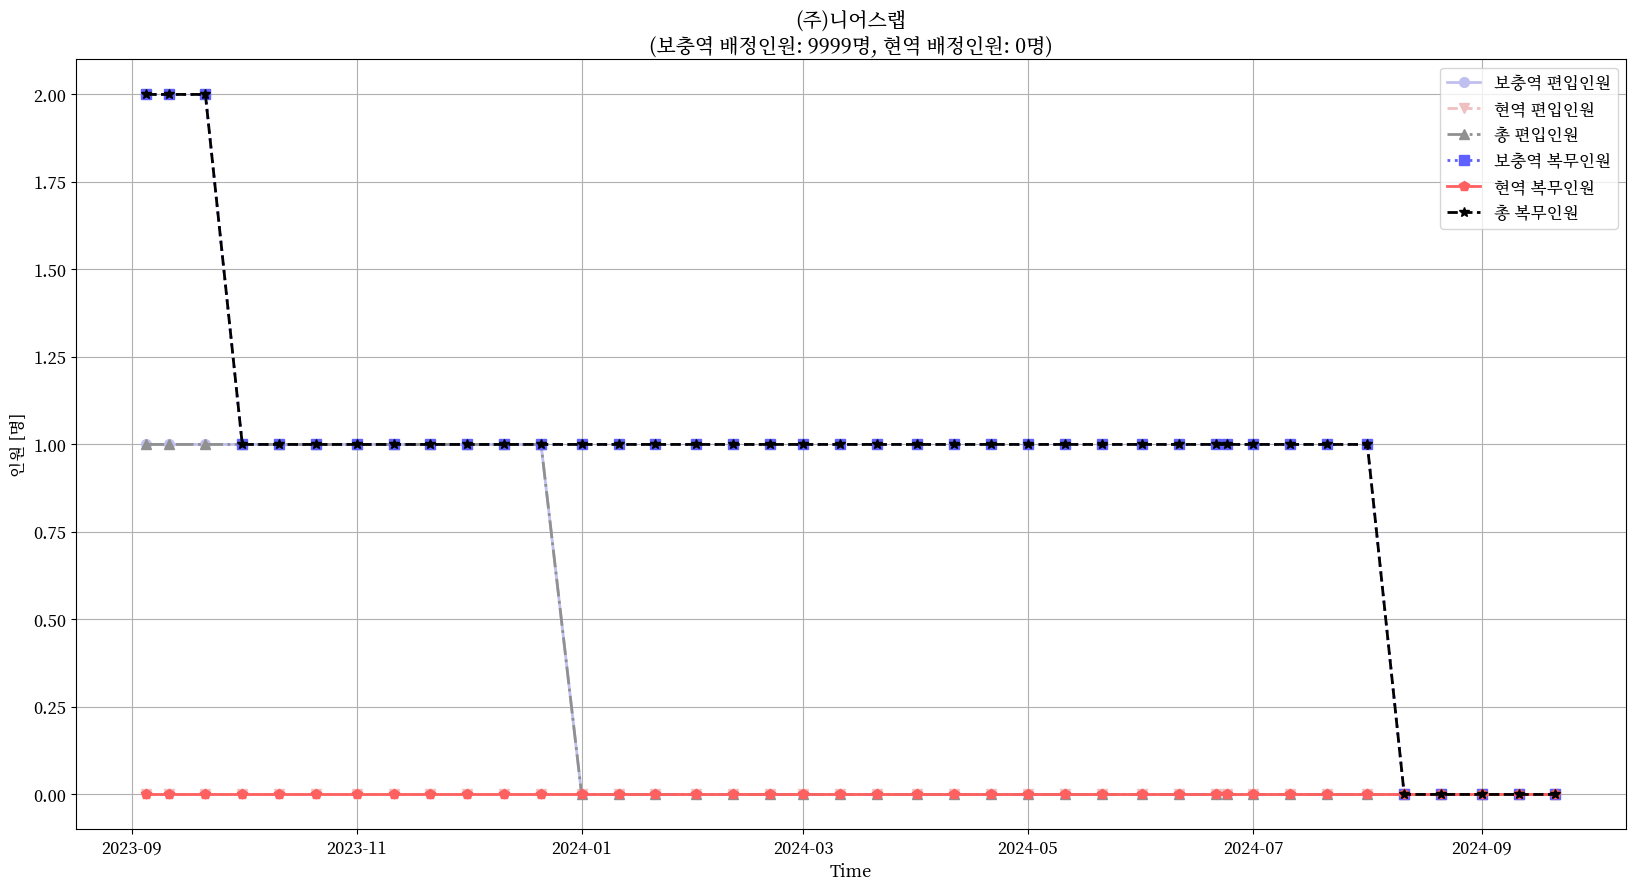 (주)니어스랩
(보충역 배정인원: 9999명, 현역 배정인원: 0명)
보충역 편입인원
현역 편입인원
총 편입인원
보충역 복무인원
현역 복무인원
총 복무인원
인원 [명]
2.00
1.75
1.50
1.25
1.00
0.75
0.50
0.25
0.00
2023-09 2023-11 2024-01 2024-03 2024-05 2024-07 2024-09
Time